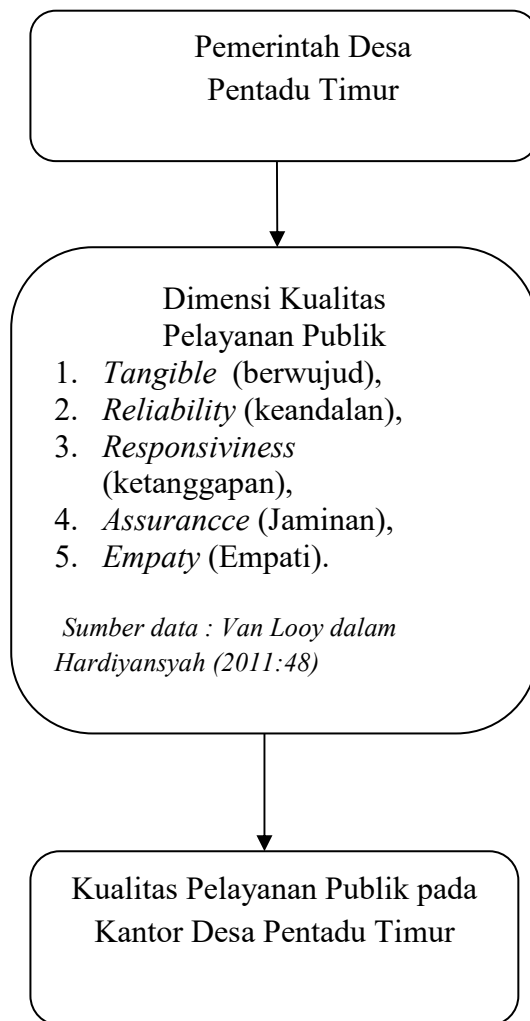 Pemerintah Desa
Pentadu Timur
Dimensi Kualitas
Pelayanan Publik
1. Tangible (berwujud),
2. Reliability (keandalan),
3. Responsiviness
(ketanggapan),
4. Assurancce (Jaminan),
5. Empaty (Empati).
Sumber data : Van Looy dalam
Hardiyansyah (2011:48)
Kualitas Pelayanan Publik pada
Kantor Desa Pentadu Timur